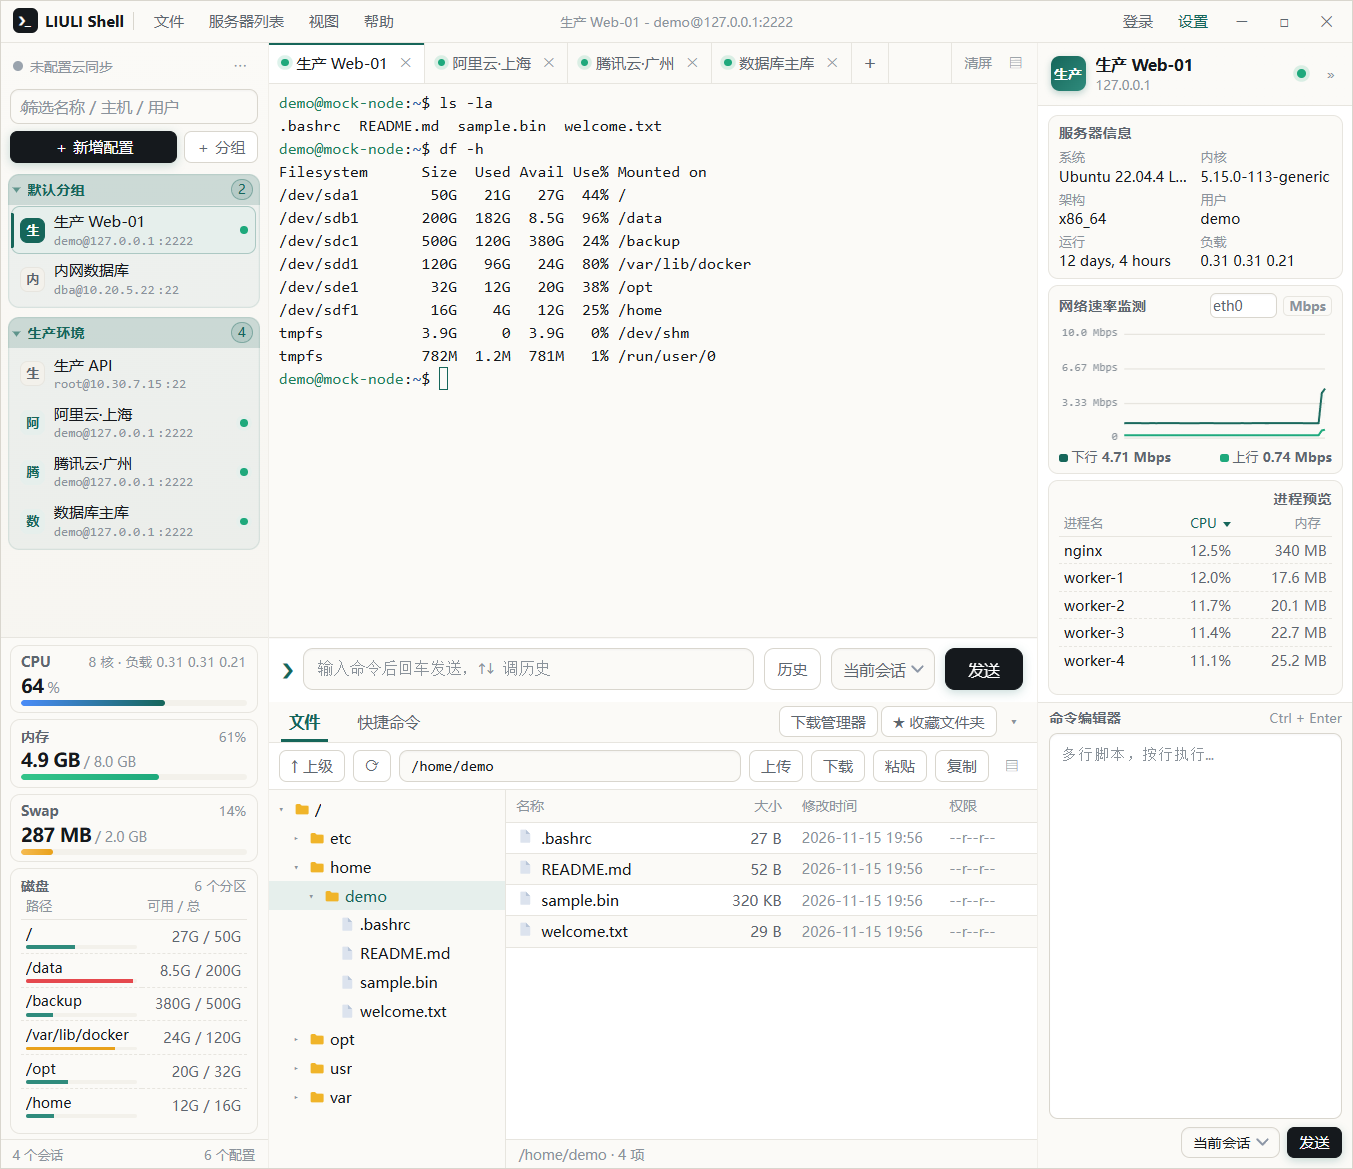 LIULI Shell 文件 服务器列表 视图 帮助 生产 Web-01 - demo@127.0.0.1:2222 登录 设置
未配置云同步 ···
筛选名称 / 主机 / 用户
+ 新增配置 + 分组
默认分组 2
生 生产 Web-01
demo@127.0.0.1:2222
内 内网数据库
dba@10.20.5.22:22
生产环境 4
生 生产 API
root@10.30.7.15:22
阿 阿里云·上海
demo@127.0.0.1:2222
腾 腾讯云·广州
demo@127.0.0.1:2222
数 数据库主库
demo@127.0.0.1:2222
CPU 8 核 · 负载 0.31 0.31 0.21
64 %
内存 61%
4.9 GB / 8.0 GB
Swap 14%
287 MB / 2.0 GB
磁盘 6 个分区
路径 可用 / 总
/ 27G / 50G
/data 8.5G / 200G
/backup 380G / 500G
/var/lib/docker 24G / 120G
/opt 20G / 32G
/home 12G / 16G
4 个会话 6 个配置
生产 Web-01 × 阿里云·上海 × 腾讯云·广州 × 数据库主库 × + 清屏
demo@mock-node:~$ ls -la
.bashrc README.md sample.bin welcome.txt
demo@mock-node:~$ df -h
Filesystem Size Used Avail Use% Mounted on
/dev/sda1 50G 21G 27G 44% /
/dev/sdb1 200G 182G 8.5G 96% /data
/dev/sdc1 500G 120G 380G 24% /backup
/dev/sdd1 120G 96G 24G 80% /var/lib/docker
/dev/sde1 32G 12G 20G 38% /opt
/dev/sdf1 16G 4G 12G 25% /home
tmpfs 3.9G 0 3.9G 0% /dev/shm
tmpfs 782M 1.2M 781M 1% /run/user/0
demo@mock-node:~$
❯ 输入命令后回车发送，↑↓ 调历史 历史 当前会话 发送
文件 快捷命令 下载管理器 ★ 收藏文件夹
↑ 上级 ⟳ /home/demo 上传 下载 粘贴 复制
/
etc
home
demo
.bashrc
README.md
sample.bin
welcome.txt
opt
usr
var
名称 大小 修改时间 权限
.bashrc 27 B 2026-11-15 19:56 --r--r--
README.md 52 B 2026-11-15 19:56 --r--r--
sample.bin 320 KB 2026-11-15 19:56 --r--r--
welcome.txt 29 B 2026-11-15 19:56 --r--r--
/home/demo · 4 项
生产 生产 Web-01 »
127.0.0.1
服务器信息
系统 内核
Ubuntu 22.04.4 L... 5.15.0-113-generic
架构 用户
x86_64 demo
运行 负载
12 days, 4 hours 0.31 0.31 0.21
网络速率监测 eth0 Mbps
10.0 Mbps
6.67 Mbps
3.33 Mbps
0
下行 4.71 Mbps 上行 0.74 Mbps
进程预览
进程名 CPU ▼ 内存
nginx 12.5% 340 MB
worker-1 12.0% 17.6 MB
worker-2 11.7% 20.1 MB
worker-3 11.4% 22.7 MB
worker-4 11.1% 25.2 MB
命令编辑器 Ctrl + Enter
多行脚本，按行执行…
当前会话 发送